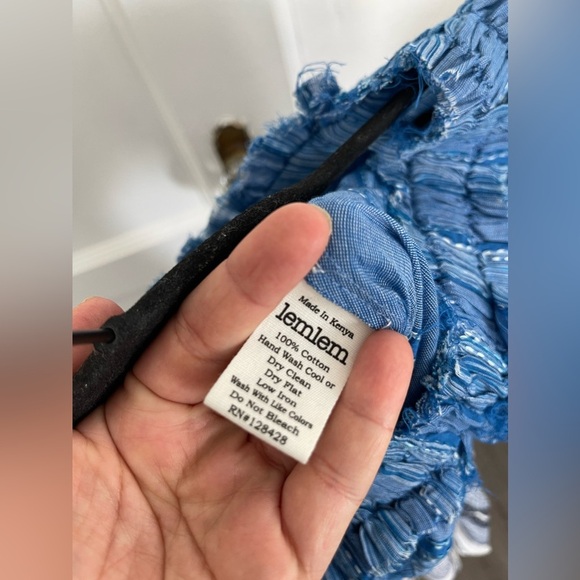 Made In Kenya
lemlem
100% Cotton
Hand Wash Cool or
Dry Clean
Dry Flat
Low Iron
Wash With Like Colors
Do Not Bleach
RN#128428